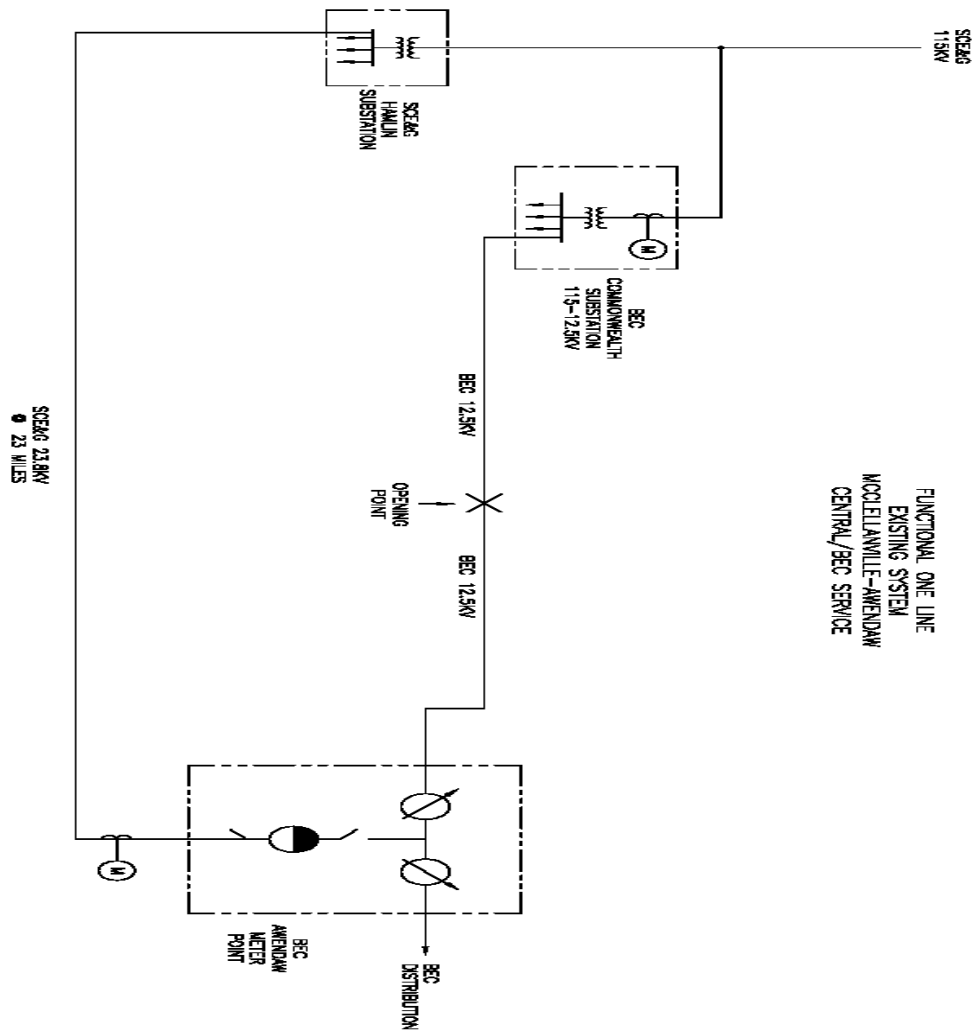 FUNCTIONAL ONE LINE
EXISTING SYSTEM
MCCLELLANVILLE-AWENDAW
CENTRAL/BEC SERVICE
SCE&G
115KV
SCE&G
HAMLIN
SUBSTATION
M
BEC
COMMONWEALTH
SUBSTATION
115-12.5KV
BEC 12.5KV
OPENING
POINT
BEC 12.5KV
SCE&G 23.8KV
@ 23 MILES
M
BEC
AWENDAW
METER
POINT
BEC
DISTRIBUTION